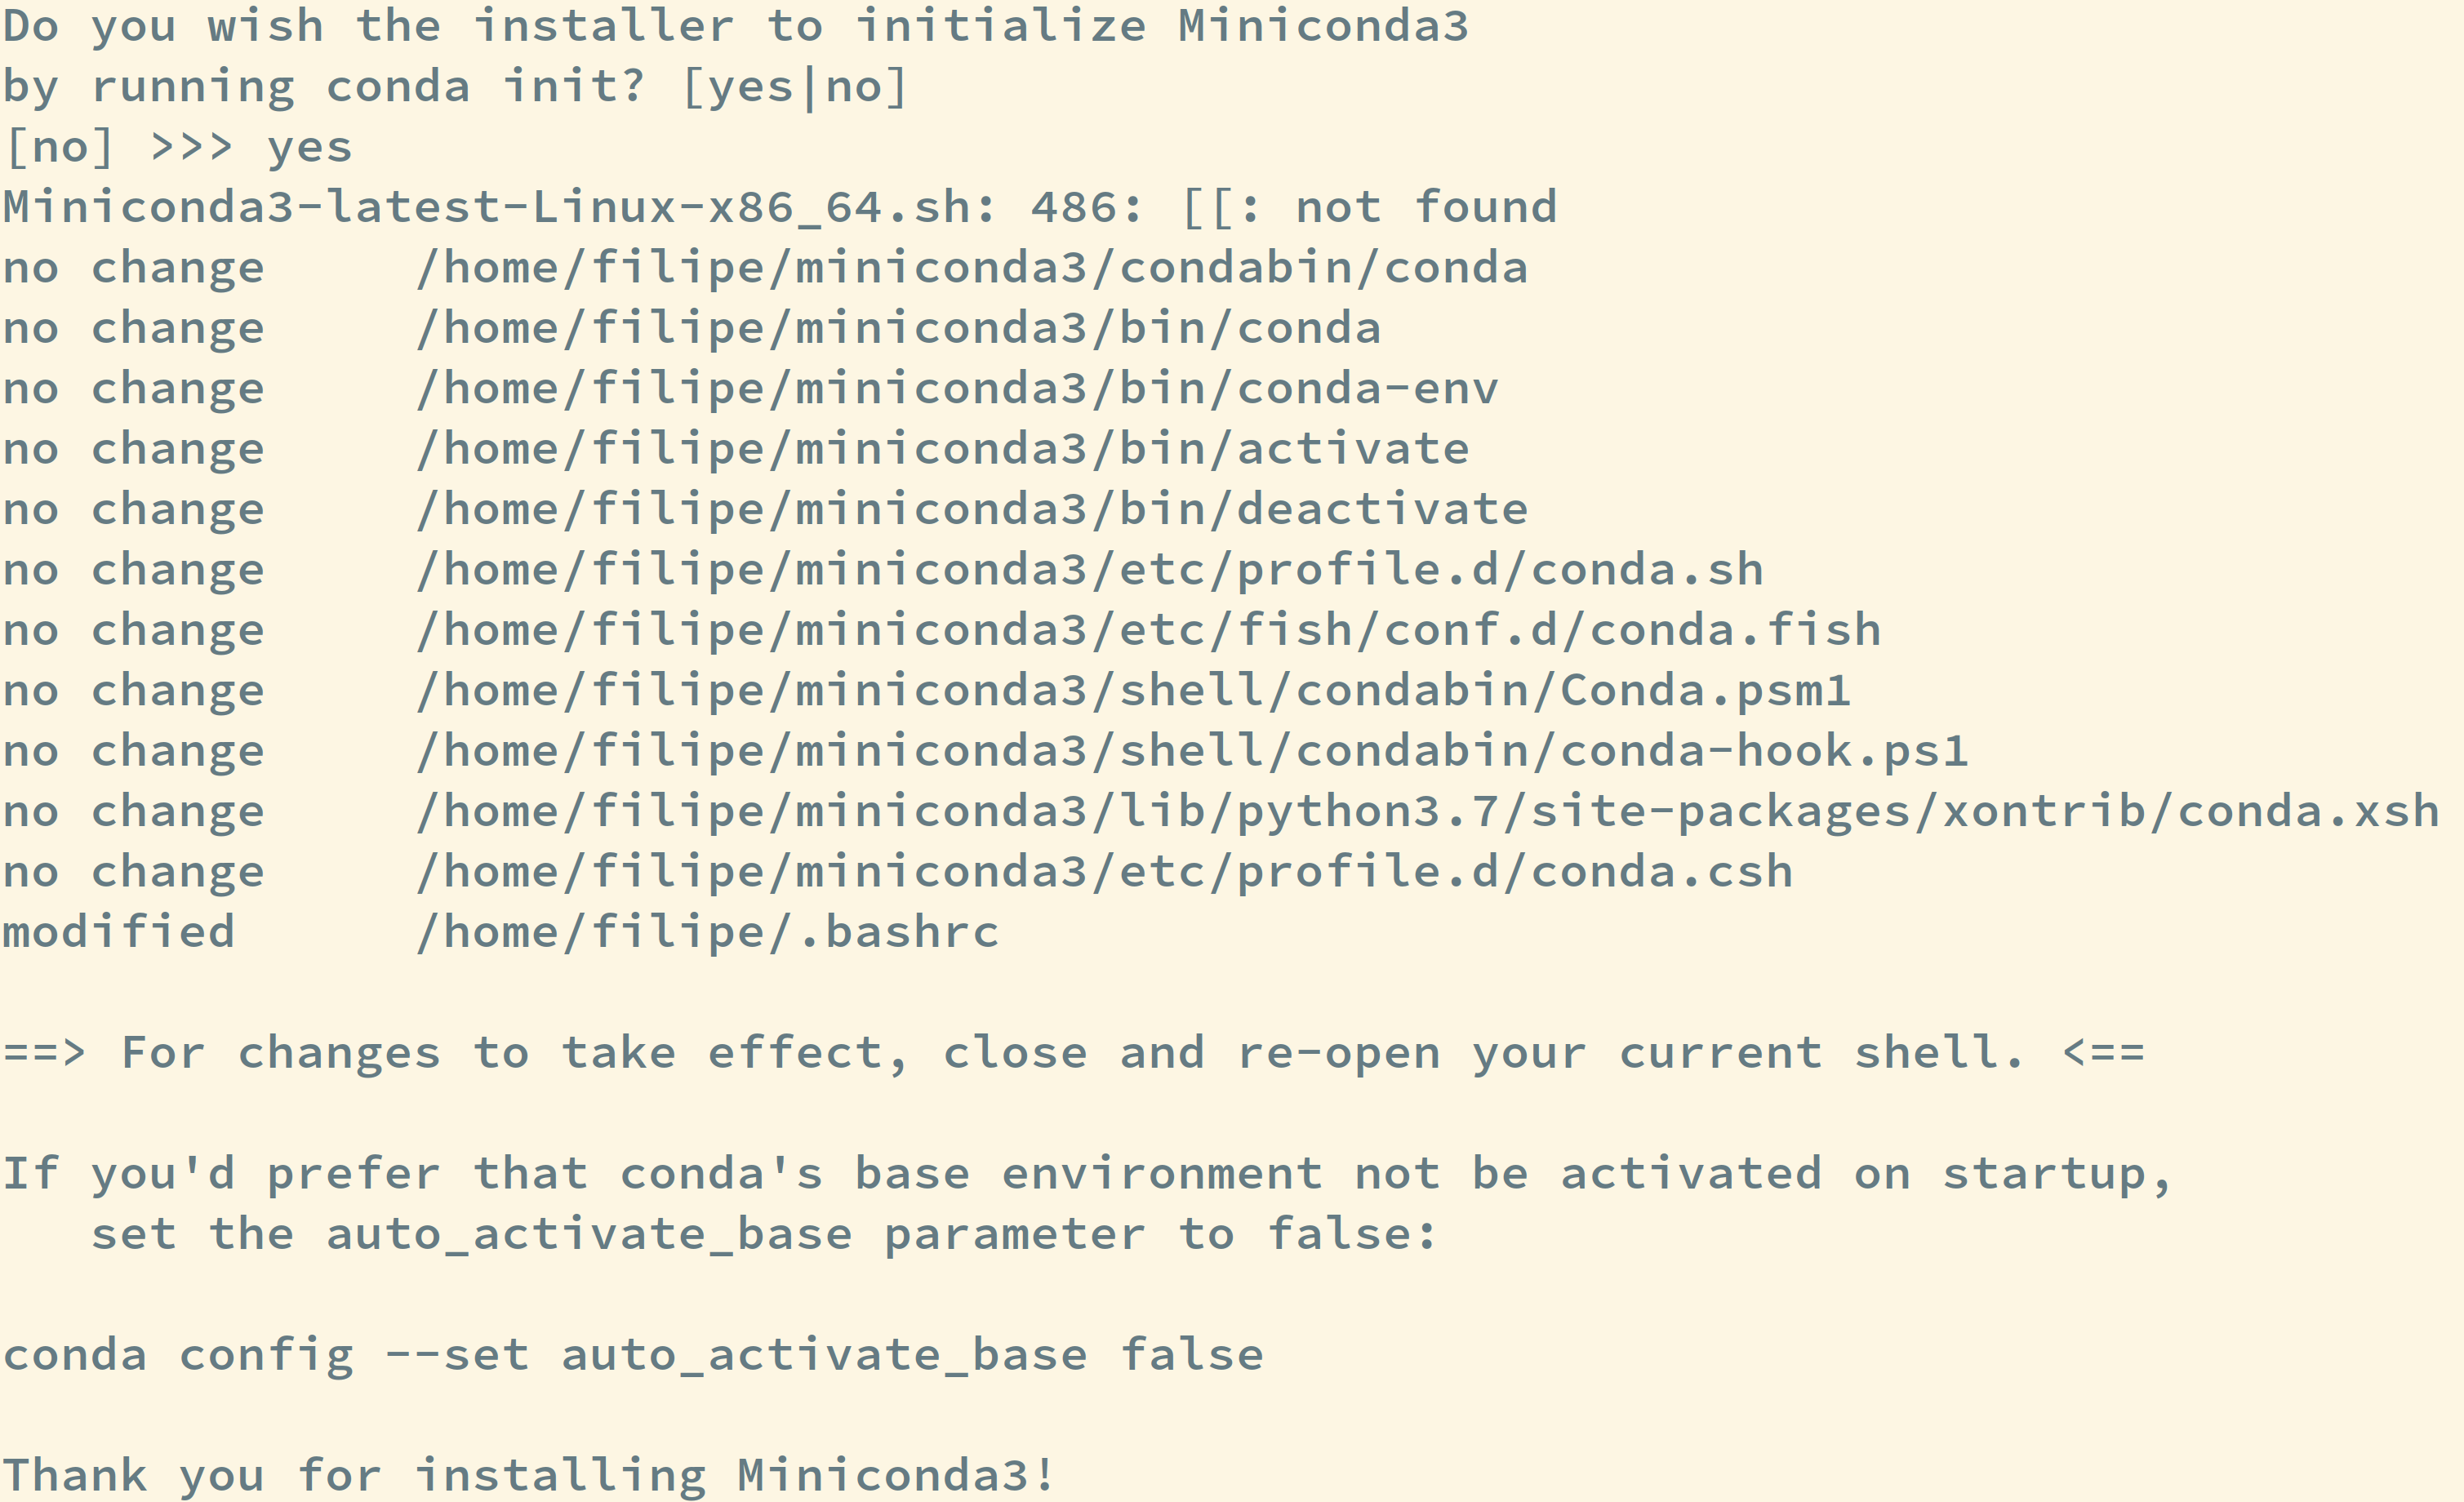 Do you wish the installer to initialize Miniconda3
by running conda init? [yes|no]
[no] >>> yes
Miniconda3-latest-Linux-x86_64.sh: 486: [[: not found
no change     /home/filipe/miniconda3/condabin/conda
no change     /home/filipe/miniconda3/bin/conda
no change     /home/filipe/miniconda3/bin/conda-env
no change     /home/filipe/miniconda3/bin/activate
no change     /home/filipe/miniconda3/bin/deactivate
no change     /home/filipe/miniconda3/etc/profile.d/conda.sh
no change     /home/filipe/miniconda3/etc/fish/conf.d/conda.fish
no change     /home/filipe/miniconda3/shell/condabin/Conda.psm1
no change     /home/filipe/miniconda3/shell/condabin/conda-hook.ps1
no change     /home/filipe/miniconda3/lib/python3.7/site-packages/xontrib/conda.xsh
no change     /home/filipe/miniconda3/etc/profile.d/conda.csh
modified      /home/filipe/.bashrc

==> For changes to take effect, close and re-open your current shell. <==

If you'd prefer that conda's base environment not be activated on startup,
   set the auto_activate_base parameter to false:

conda config --set auto_activate_base false

Thank you for installing Miniconda3!